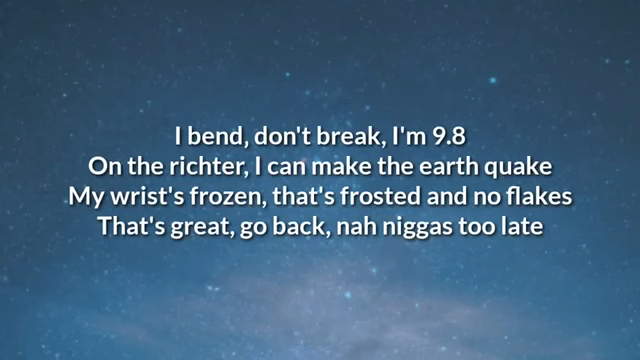 I bend, don't break, I'm 9.8
On the richter, I can make the earth quake
My wrist's frozen, that's frosted and no flakes
That's great, go back, nah niggas too late